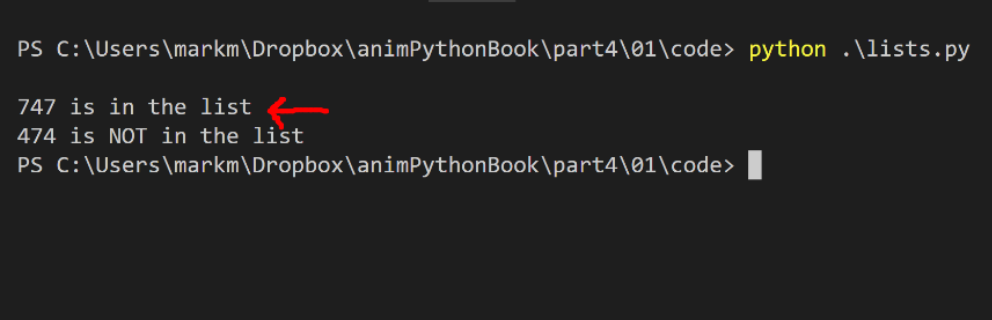 PS C:\Users\markm\Dropbox\animPythonBook\part4\01\code> python .\lists.py
747 is in the list
474 is NOT in the list
PS C:\Users\markm\Dropbox\animPythonBook\part4\01\code>